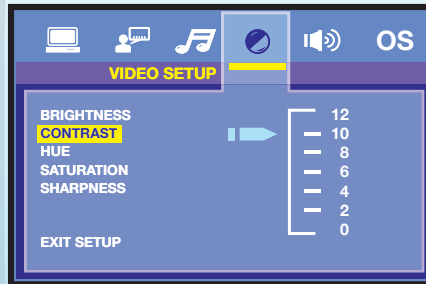 OS
VIDEO SETUP
BRIGHTNESS
CONTRAST
HUE
SATURATION
SHARPNESS
EXIT SETUP
12
10
8
6
4
2
0